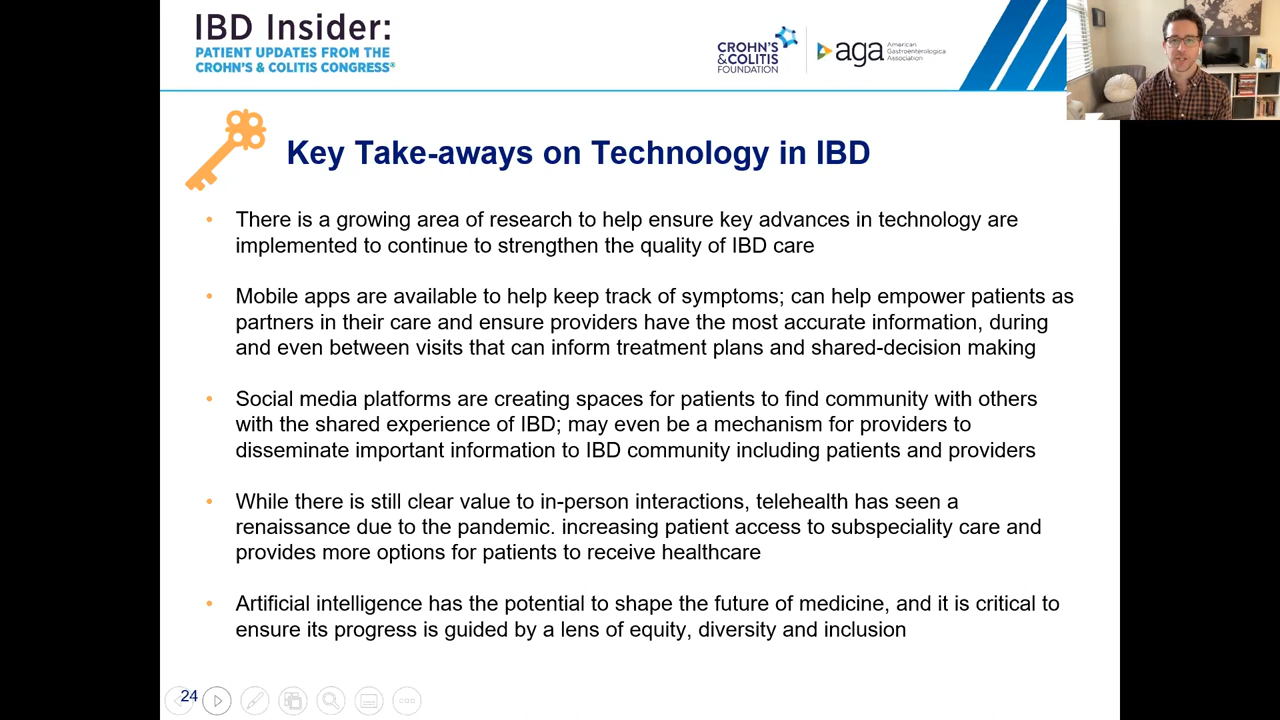 IBD Insider:
PATIENT UPDATES FROM THE
CROHN'S & COLITIS CONGRESS®
CROHN'S
& COLITIS
FOUNDATION
aga
American
Gastroenterological
Association
Key Take-aways on Technology in IBD
• There is a growing area of research to help ensure key advances in technology are
implemented to continue to strengthen the quality of IBD care
• Mobile apps are available to help keep track of symptoms; can help empower patients as
partners in their care and ensure providers have the most accurate information, during
and even between visits that can inform treatment plans and shared-decision making
• Social media platforms are creating spaces for patients to find community with others
with the shared experience of IBD; may even be a mechanism for providers to
disseminate important information to IBD community including patients and providers
• While there is still clear value to in-person interactions, telehealth has seen a
renaissance due to the pandemic. increasing patient access to subspeciality care and
provides more options for patients to receive healthcare
• Artificial intelligence has the potential to shape the future of medicine, and it is critical to
ensure its progress is guided by a lens of equity, diversity and inclusion
24